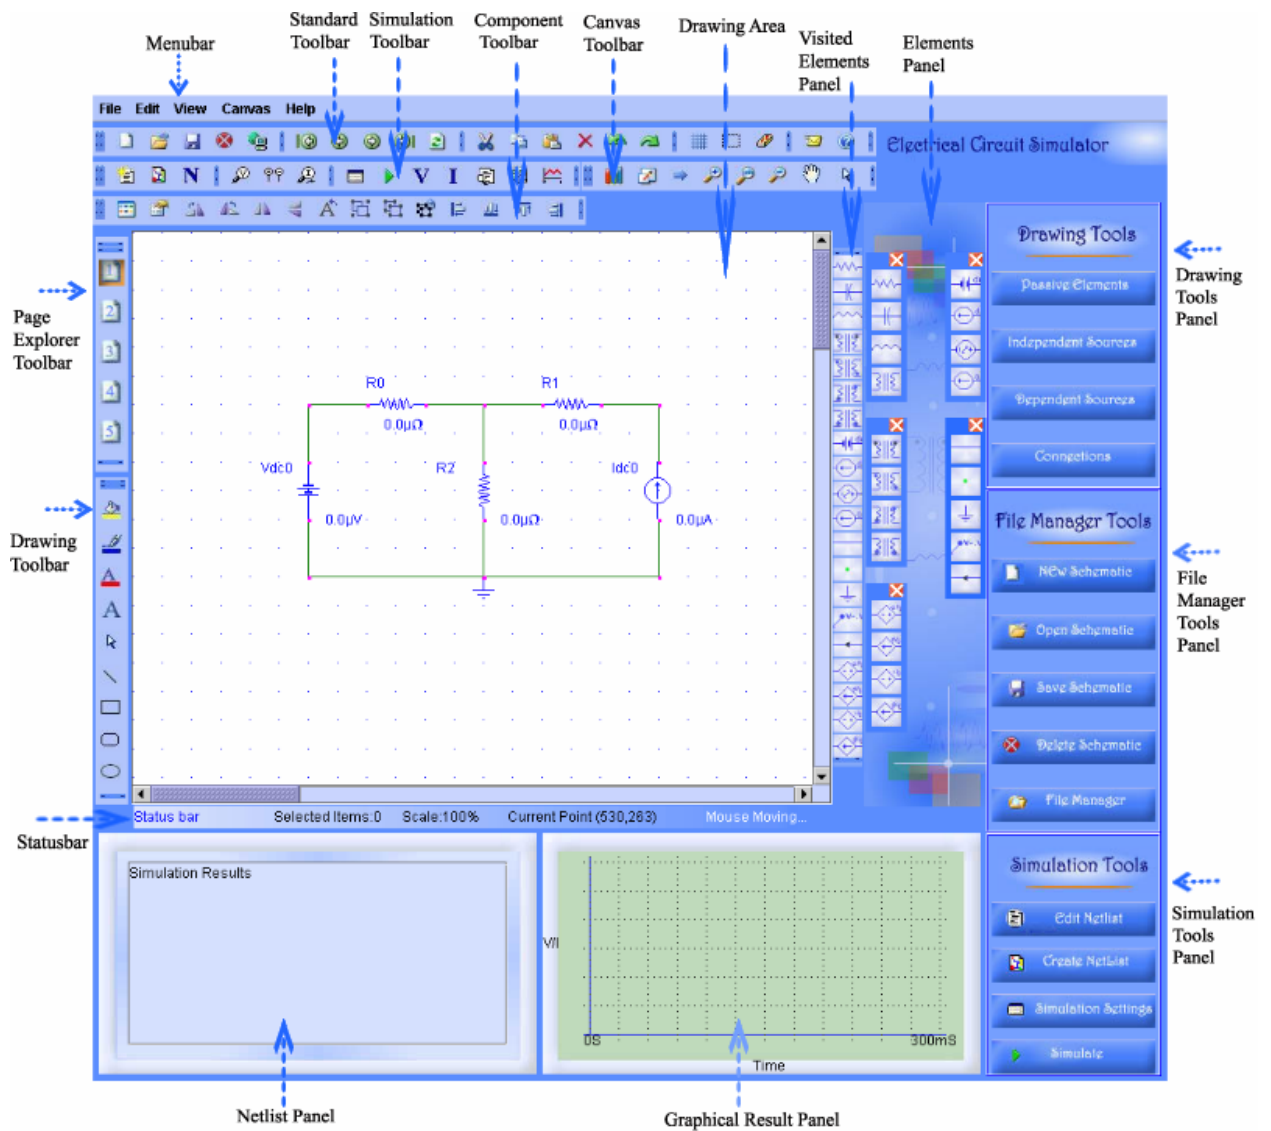 Standard Simulation Component Canvas Drawing Area
Menubar Toolbar Toolbar Toolbar Toolbar
Visited
Elements
Panel
Elements
Panel
File Edit View Canvas Help
Electrical Circuit Simulator
N V I
A
Page
Explorer
Toolbar
1
2
3
4
5
Drawing
Toolbar
A
A
R0
0.0μΩ
R1
0.0μΩ
Vdc0
0.0μV
R2
0.0μΩ
Idc0
0.0μA
Drawing Tools
Passive Elements
Independent Sources
Dependent Sources
Connections
Drawing
Tools
Panel
File Manager Tools
NEw Schematic
Open Schematic
Save Schematic
Delete Schematic
File Manager
File
Manager
Tools
Panel
Statusbar
Status bar Selected Items:0 Scale:100% Current Point (530,263) Mouse Moving...
Simulation Results
V/I
0S 300mS
Time
Simulation Tools
Edit Netlist
Create NetList
Simulation Settings
Simulate
Simulation
Tools
Panel
Netlist Panel
Graphical Result Panel